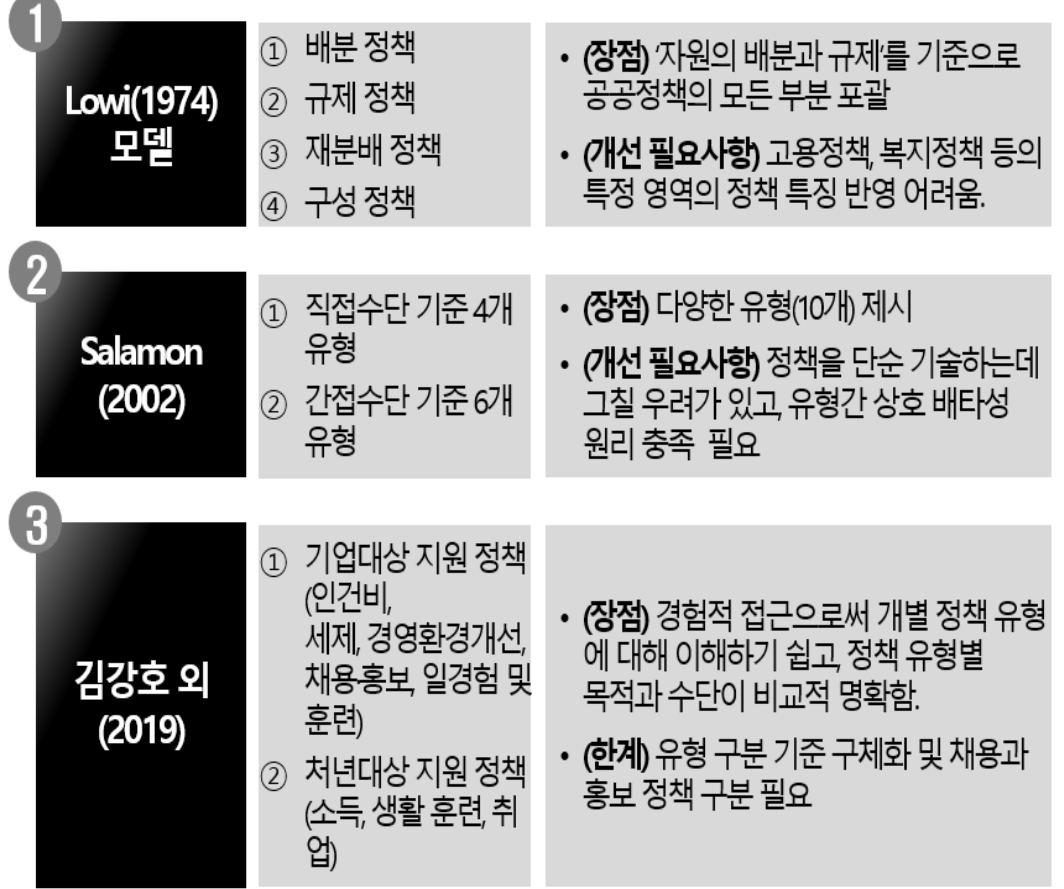 1
Lowi(1974)
모델
① 배분 정책
② 규제 정책
③ 재분배 정책
④ 구성 정책
• (장점) '자원의 배분과 규제'를 기준으로
공공정책의 모든 부분 포괄
• (개선 필요사항) 고용정책, 복지정책 등의
특정 영역의 정책 특징 반영 어려움.
2
Salamon
(2002)
① 직접수단 기준 4개
유형
② 간접수단 기준 6개
유형
• (장점) 다양한 유형(10개) 제시
• (개선 필요사항) 정책을 단순 기술하는데
그칠 우려가 있고, 유형간 상호 배타성
원리 충족 필요
3
김강호 외
(2019)
① 기업대상 지원 정책
(인건비,
세제, 경영환경개선,
채용·홍보, 일경험 및
훈련)
② 처년대상 지원 정책
(소득, 생활 훈련, 취
업)
• (장점) 경험적 접근으로써 개별 정책 유형
에 대해 이해하기 쉽고, 정책 유형별
목적과 수단이 비교적 명확함.
• (한계) 유형 구분 기준 구체화 및 채용과
홍보 정책 구분 필요